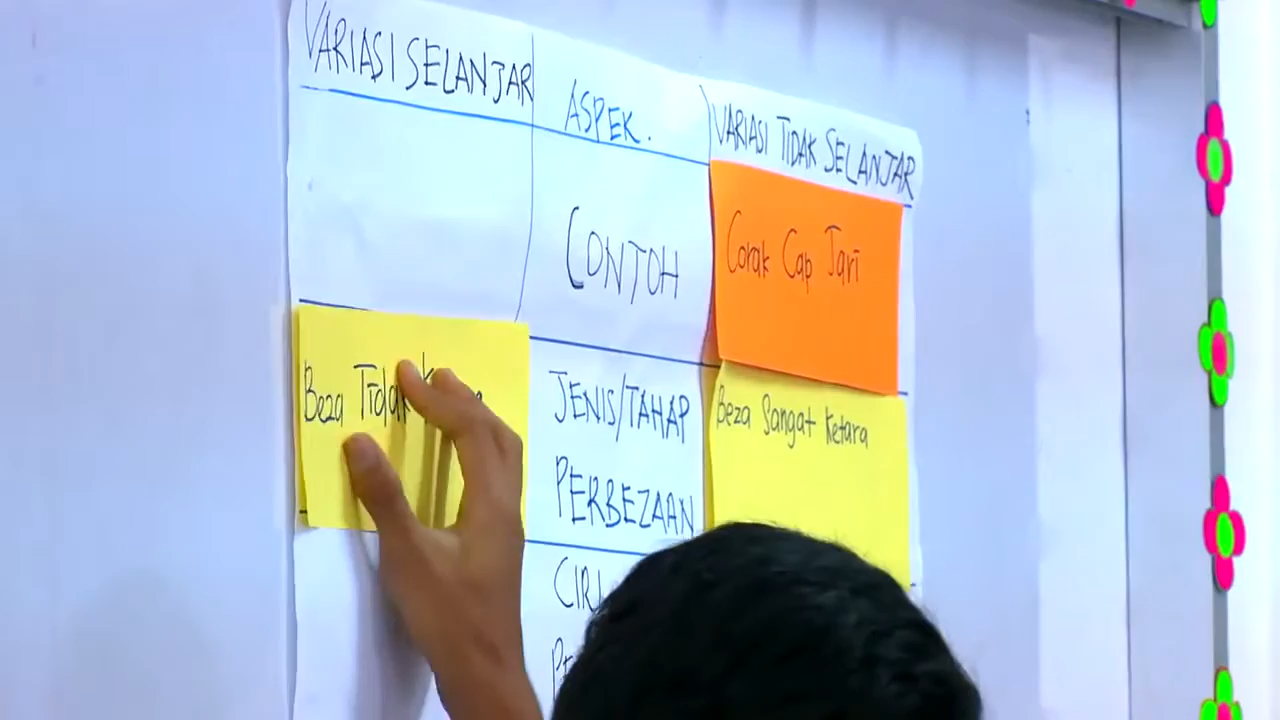 VARIASI SELANJAR
ASPEK.
VARIASI TIDAK SELANJAR
CONTOH
Corak Cap Jari
Beza Tidak
JENIS/TAHAP
PERBEZAAN
Beza Sangat Ketara